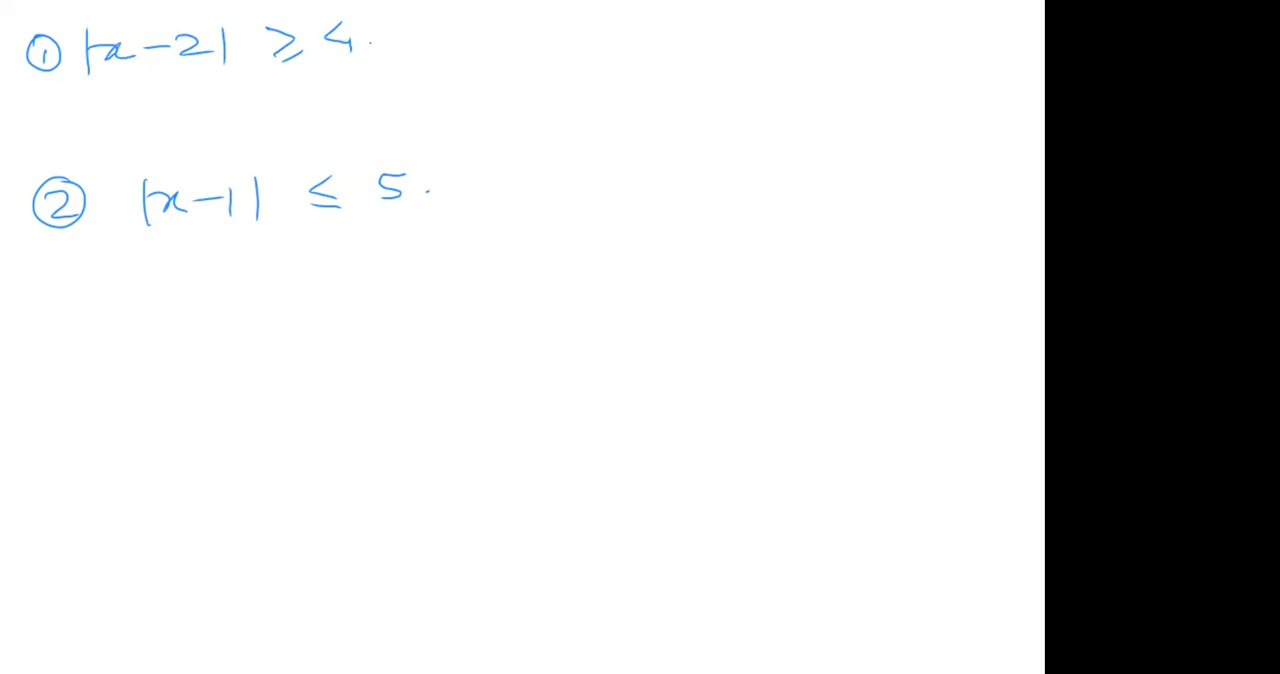 ① |x-2| ≥ 4.
② |x-1| ≤ 5.